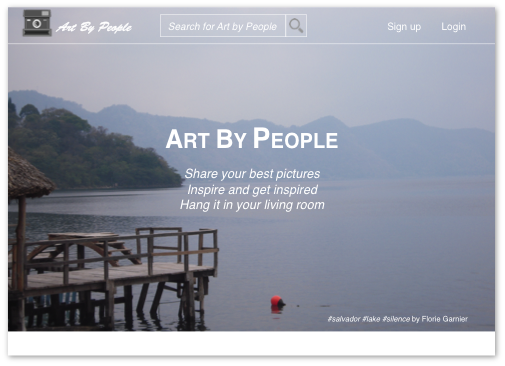 Art By People
Search for Art by People
Sign up
Login
ART BY PEOPLE
Share your best pictures
Inspire and get inspired
Hang it in your living room
#salvador #lake #silence by Florie Garnier